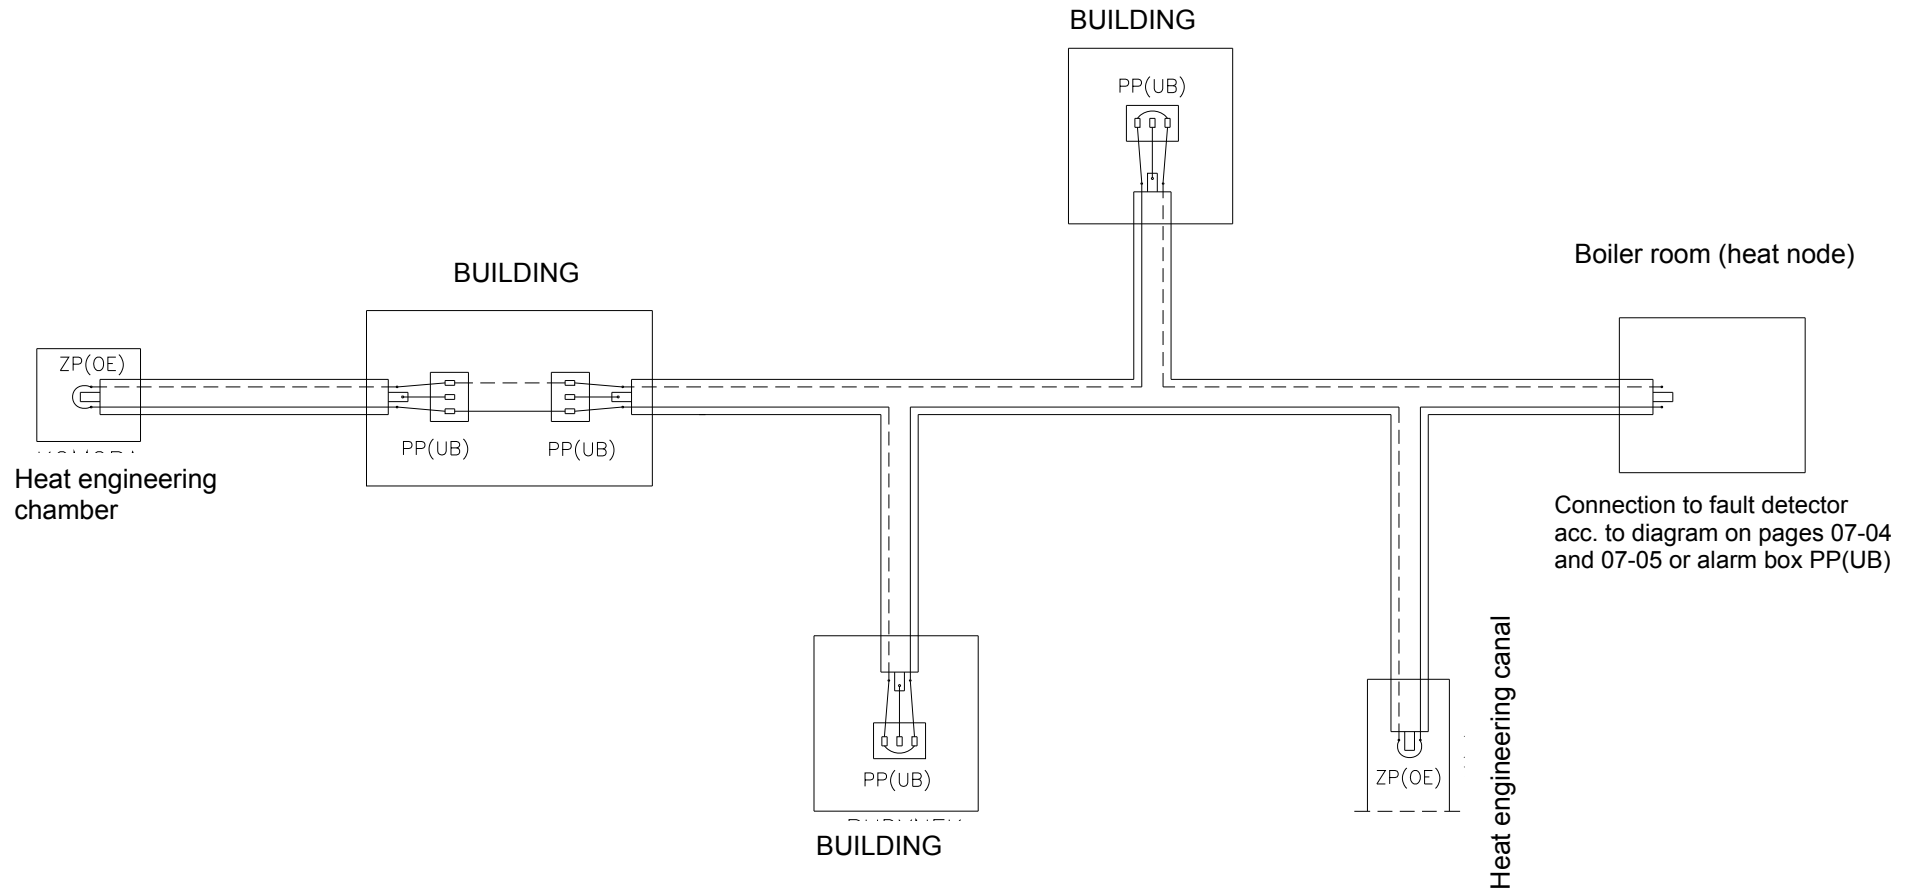 BUILDING
PP(UB)
Boiler room (heat node)
BUILDING
ZP(OE)
PP(UB)
PP(UB)
Heat engineering
chamber
Connection to fault detector
acc. to diagram on pages 07-04
and 07-05 or alarm box PP(UB)
Heat engineering canal
PP(UB)
ZP(OE)
BUILDING